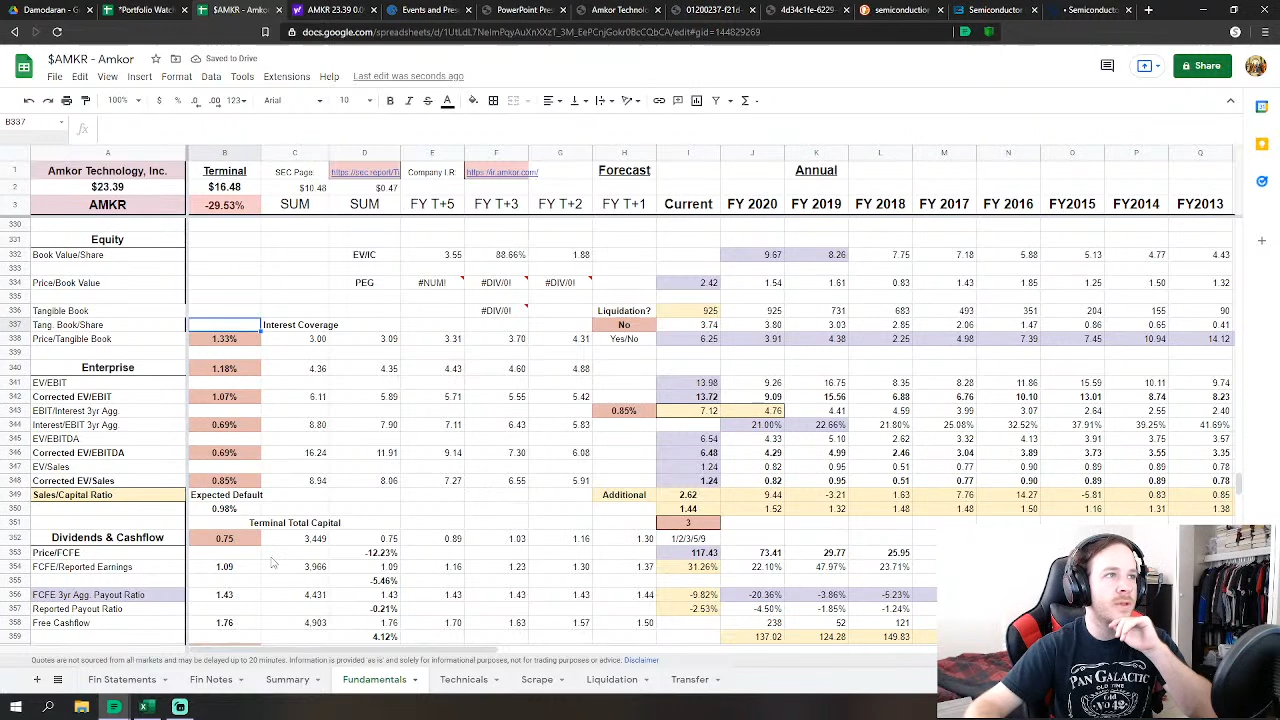 Damodaran - G
*Portfolio Watc
$AMKR - Amkor
AMKR 23.39 0.0
Events and Pres
PowerPoint Pres
Amkor Technolo
01200237-f3f1-
4d34c1fe-6223-
semiconductor
Semiconductor
Semiconducto
docs.google.com/spreadsheets/d/
/edit#gid=144829269
$AMKR - Amkor
Saved to Drive
File Edit View Insert Format Data Tools Extensions Help
Last edit was seconds ago
Share
100% $ % .0 .00 123 Arial 10 B I S A
B337
fx
A B C D E F G H I J K L M N O P Q
1 Amkor Technology, Inc. Terminal SEC Page: https://sec.report/Ti Company I.R. https://ir.amkor.com/ Forecast Annual
2 $23.39 $16.48 $10.48 $0.47
3 AMKR -29.53% SUM SUM FY T+5 FY T+3 FY T+2 FY T+1 Current FY 2020 FY 2019 FY 2018 FY 2017 FY 2016 FY2015 FY2014 FY2013
330
331 Equity
332 Book Value/Share EV/IC 3.55 88.66% 1.88 9.67 8.26 7.75 7.18 5.88 5.13 4.77 4.43
333
334 Price/Book Value PEG #NUM! #DIV/0! #DIV/0! 2.42 1.54 1.61 0.83 1.43 1.85 1.25 1.50 1.34
335
336 Tangible Book #DIV/0! Liquidation? 925 925 731 683 493 351 204 155 90
337 Tang. Book/Share Interest Coverage No 3.74 3.80 3.03 2.85 2.06 1.47 0.86 0.65 0.41
338 Price/Tangible Book 1.33% 3.00 3.09 3.31 3.70 4.31 Yes/No 6.25 3.91 4.38 2.25 4.98 7.39 7.45 10.94 14.12
339
340 Enterprise 1.18% 4.36 4.35 4.43 4.60 4.88
341 EV/EBIT 13.98 9.26 16.75 8.35 8.28 11.86 15.59 10.11 9.74
342 Corrected EV/EBIT 1.07% 6.11 5.89 5.71 5.55 5.42 13.72 9.09 15.56 6.88 6.76 10.10 13.01 8.74 8.23
343 EBIT/Interest 3yr Agg. 0.85% 7.12 4.76 4.41 4.59 3.99 3.07 2.64 2.55 2.40
344 Interest/EBIT 3yr Agg. 0.69% 8.80 7.90 7.11 6.43 5.83 21.00% 22.66% 21.80% 25.08% 32.52% 37.91% 39.25% 41.69%
345 EV/EBITDA 6.54 4.33 5.10 2.62 3.32 4.13 3.91 3.75 3.57
346 Corrected EV/EBITDA 0.69% 16.24 11.91 9.14 7.30 6.08 6.48 4.29 4.99 2.46 3.04 3.89 3.73 3.55 3.35
347 EV/Sales 1.24 0.82 0.95 0.51 0.77 0.90 0.89 0.89 0.78
348 Corrected EV/Sales 0.85% 8.94 8.06 7.27 6.55 5.91 1.24 0.82 0.95 0.51 0.77 0.90 0.89 0.89 0.78
349 Sales/Capital Ratio Expected Default Additional 2.62 9.44 -3.21 1.63 7.76 14.27 -5.81 0.83 0.85
350 0.98% 1.44 1.52 1.32 1.48 1.48 1.50 1.16 1.31 1.38
351 Terminal Total Capital 3
352 Dividends & Cashflow 0.75 3,449 0.75 0.89 1.03 1.16 1.30 1/2/3/5/9
353 Price/FCFE -12.23% 117.43 73.41 29.77 25.95
354 FCFE/Reported Earnings 1.09 3,966 1.09 1.16 1.23 1.30 1.37 31.26% 22.10% 47.97% 23.71%
355 -5.46%
356 FCFE 3yr Agg. Payout Ratio 1.43 4,431 1.43 1.43 1.43 1.43 1.44 -9.82% -20.36% -3.86% -5.23%
357 Reported Payout Ratio -0.21% -2.53% -4.50% -1.85% -1.24%
358 Free Cashflow 1.76 4,903 1.76 1.70 1.63 1.57 1.50 238 52 121
359 4.12% 137.02 124.28 149.83
Quotes are not sourced from all markets and may be delayed up to 20 minutes. Information is provided 'as is' and solely for informational purposes, not for trading purposes or advice. Disclaimer
Fin Statements Fin Notes Summary Fundamentals Technicals Scrape Liquidation Transfer
PAN GALACTIC
OLD TIME
No 42